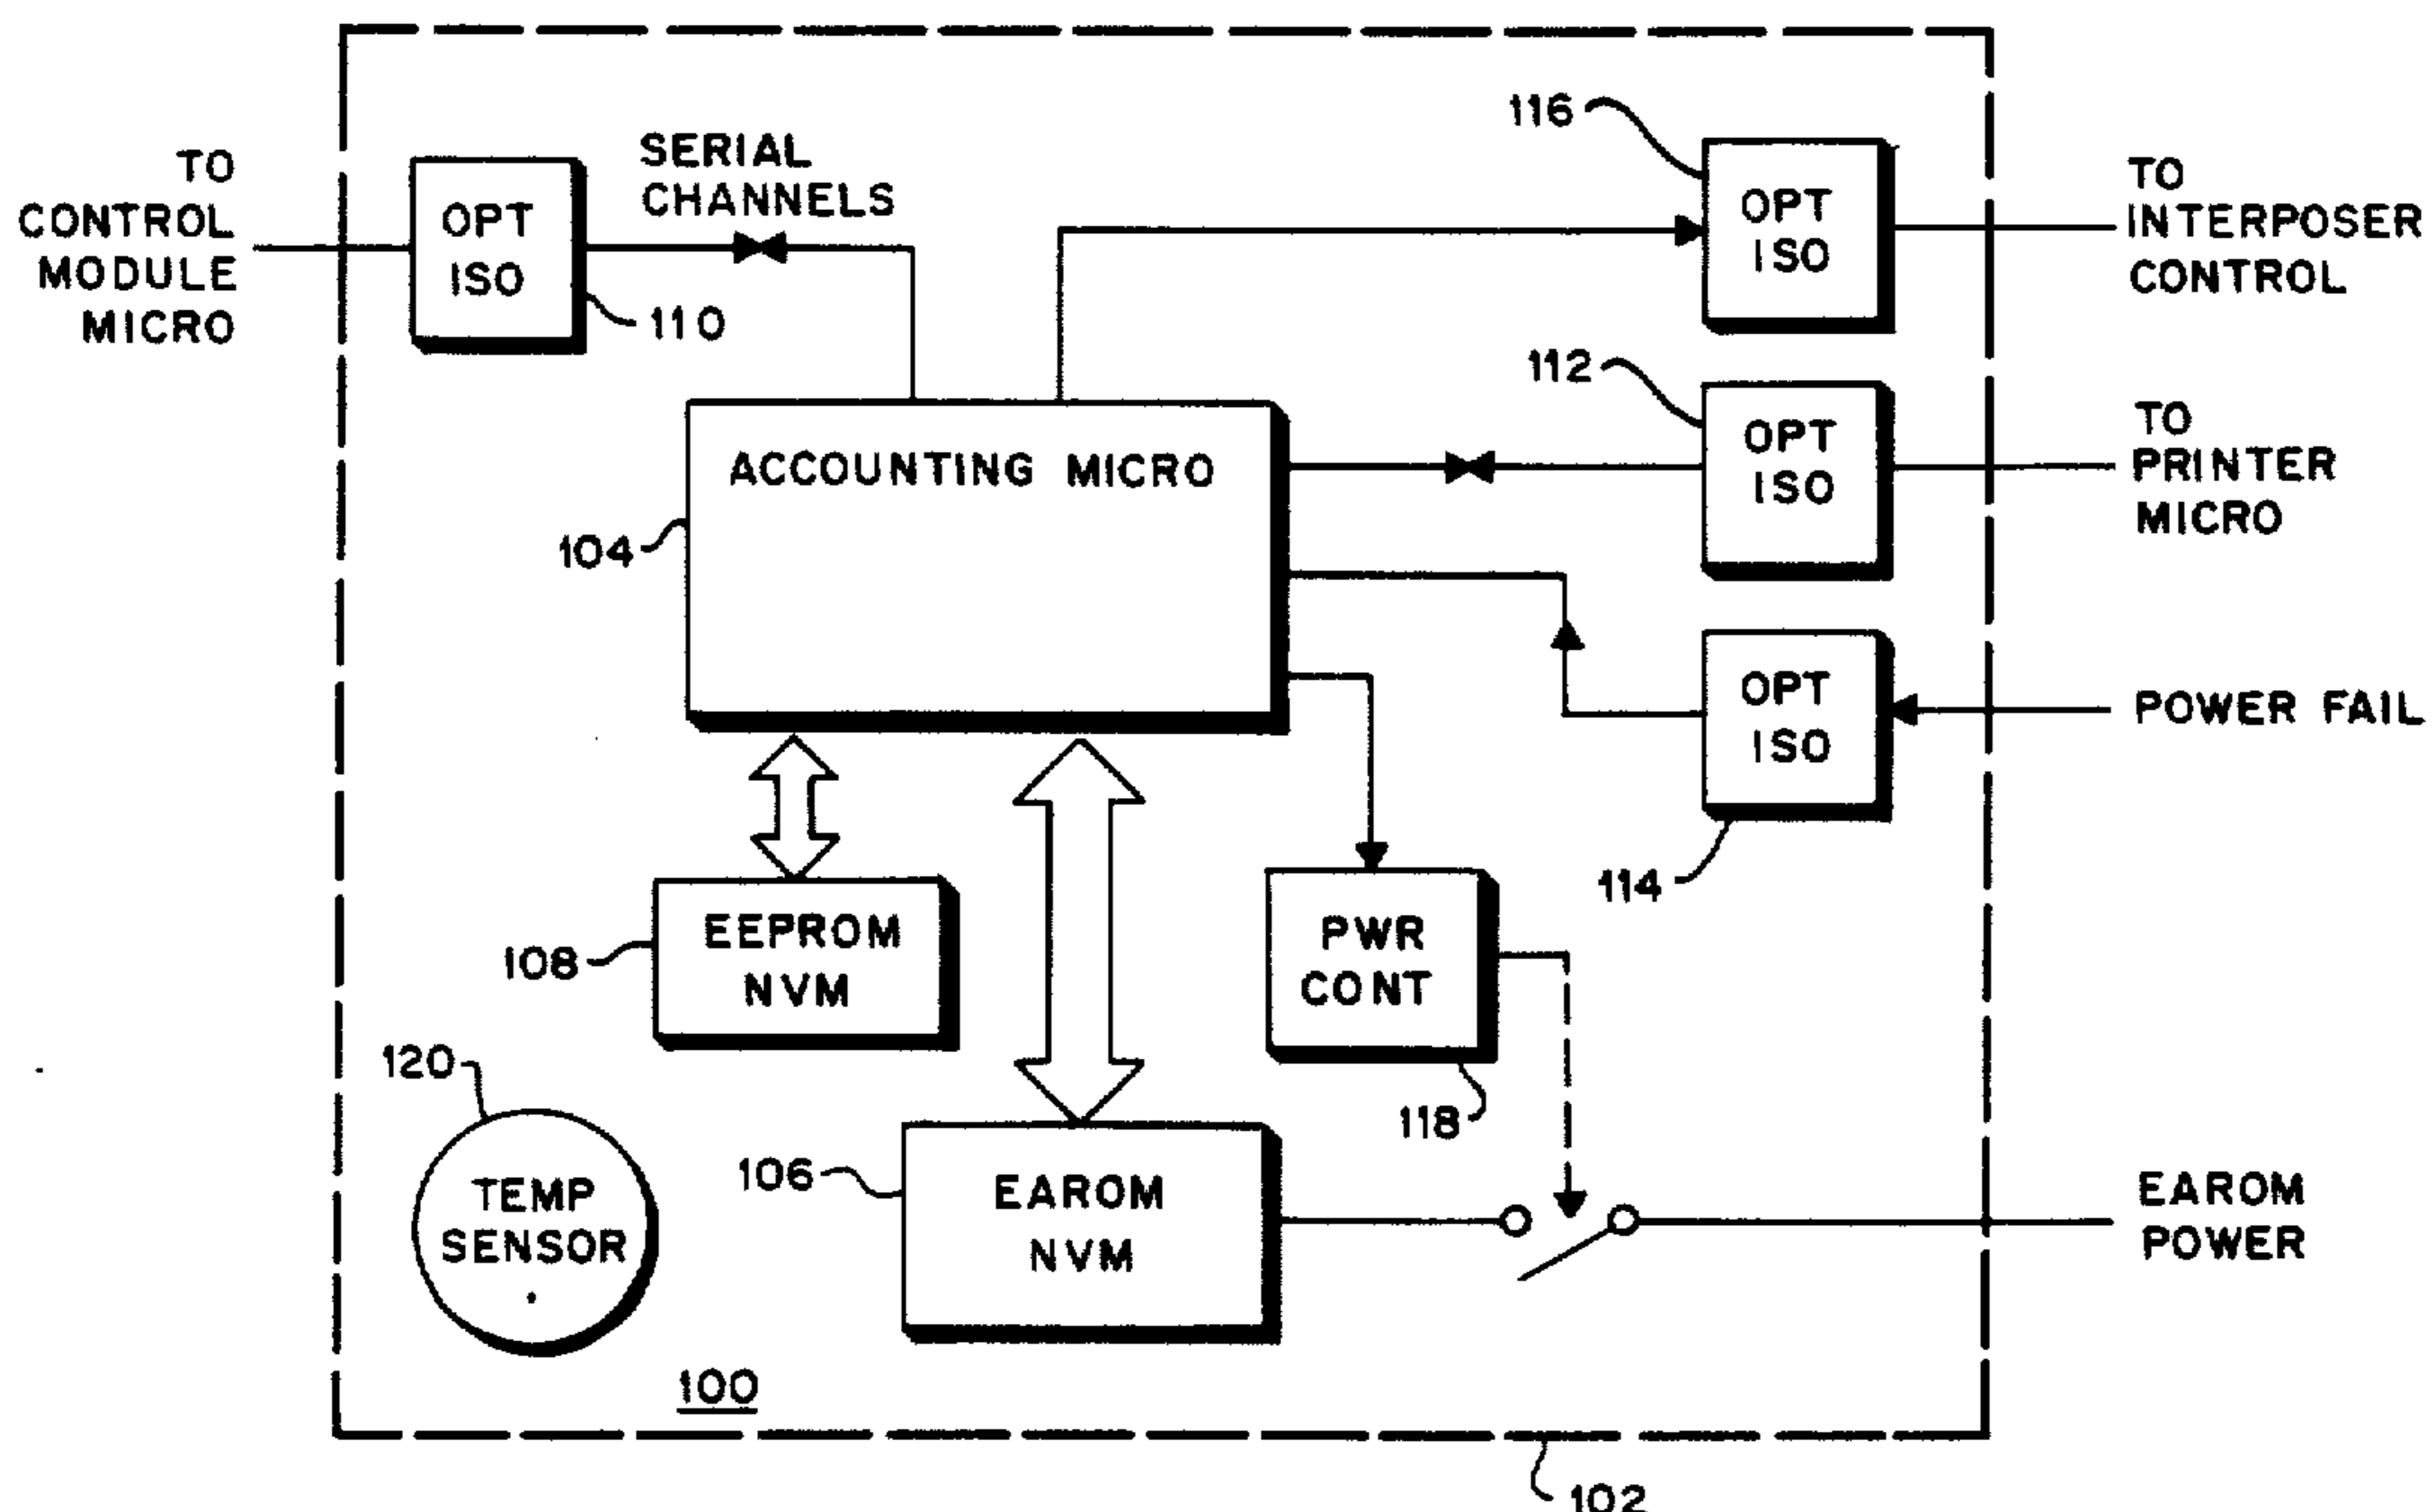 TO
CONTROL
MODULE
MICRO
OPT
ISO
110
SERIAL
CHANNELS
116
OPT
ISO
TO
INTERPOSER
CONTROL
ACCOUNTING MICRO
104
112
OPT
ISO
TO
PRINTER
MICRO
OPT
ISO
114
POWER FAIL
EEPROM
NVM
108
PWR
CONT
118
120
TEMP
SENSOR
106
EAROM
NVM
EAROM
POWER
100
102